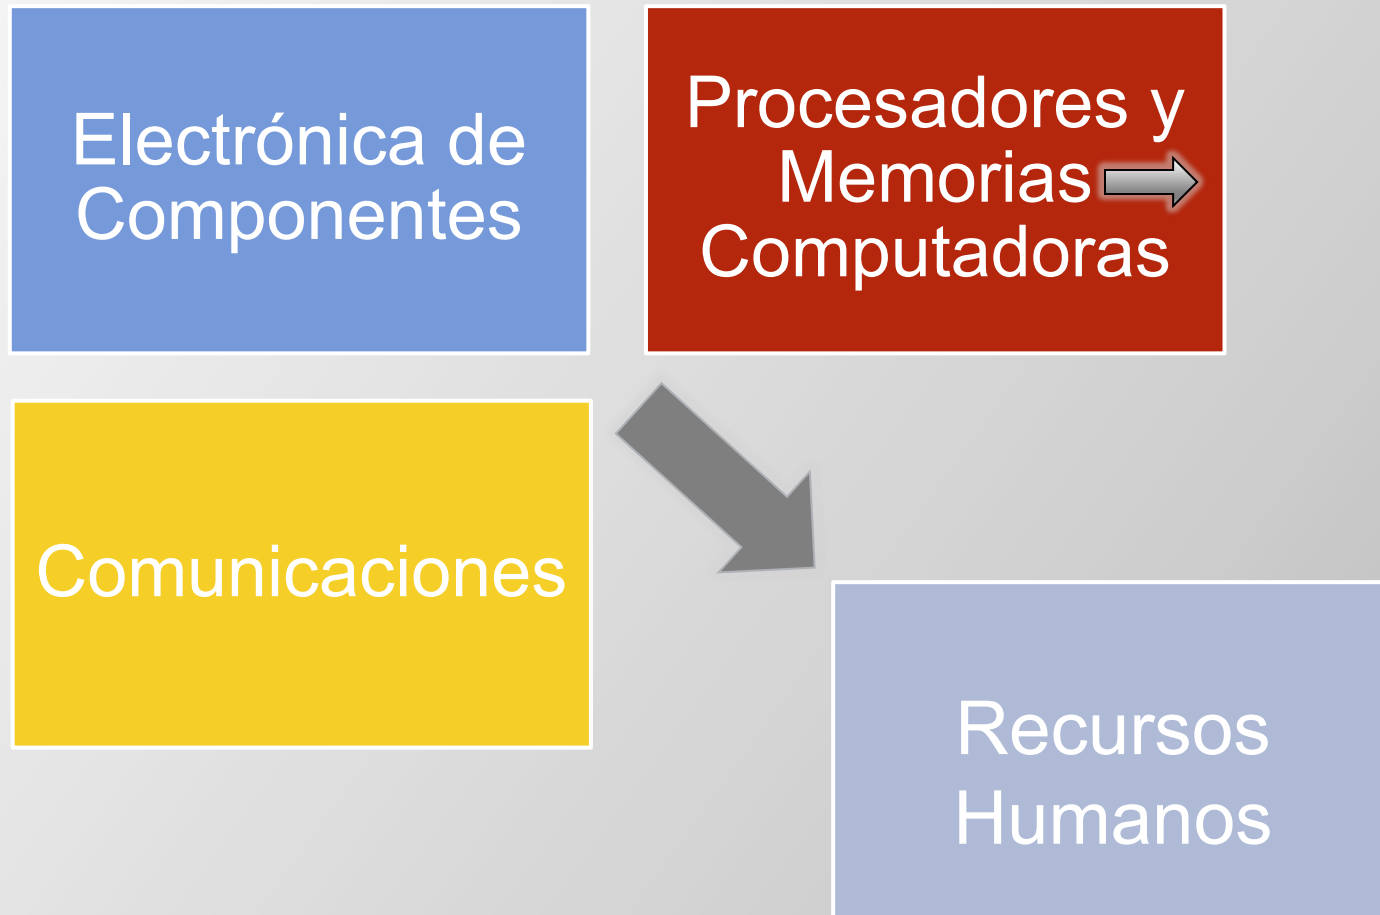 Electrónica de
Componentes
Procesadores y
Memorias
Computadoras
Comunicaciones
Recursos
Humanos